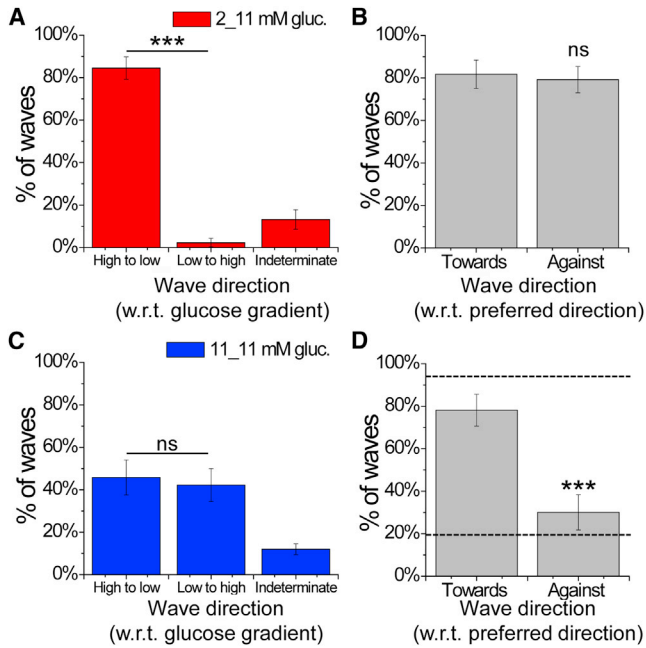 A
2_11 mM gluc.
100%
80%
60%
40%
20%
0%
% of waves
***
High to low
Low to high
Indeterminate
Wave direction
(w.r.t. glucose gradient)
B
100%
80%
60%
40%
20%
0%
% of waves
ns
Towards
Against
Wave direction
(w.r.t. preferred direction)
C
11_11 mM gluc.
100%
80%
60%
40%
20%
0%
% of waves
ns
High to low
Low to high
Indeterminate
Wave direction
(w.r.t. glucose gradient)
D
100%
80%
60%
40%
20%
0%
% of waves
***
Towards
Against
Wave direction
(w.r.t. preferred direction)